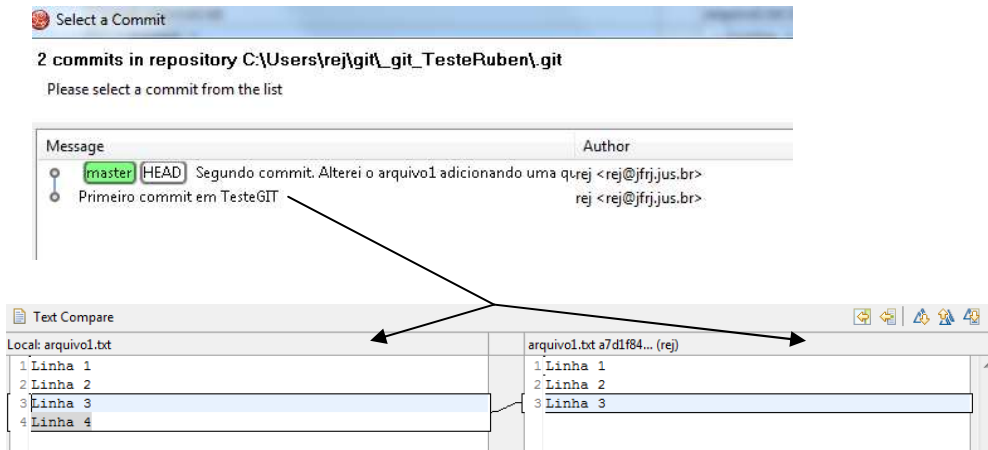 Select a Commit
2 commits in repository C:\Users\rej\git\_git_TesteRuben\.git
Please select a commit from the list
Message Author
master HEAD Segundo commit. Alterei o arquivo1 adicionando uma qu rej <rej@jfrj.jus.br>
Primeiro commit em TesteGIT rej <rej@jfrj.jus.br>
Text Compare
Local: arquivo1.txt arquivo1.txt a7d1f84... (rej)
1 Linha 1 1 Linha 1
2 Linha 2 2 Linha 2
3 Linha 3 3 Linha 3
4 Linha 4